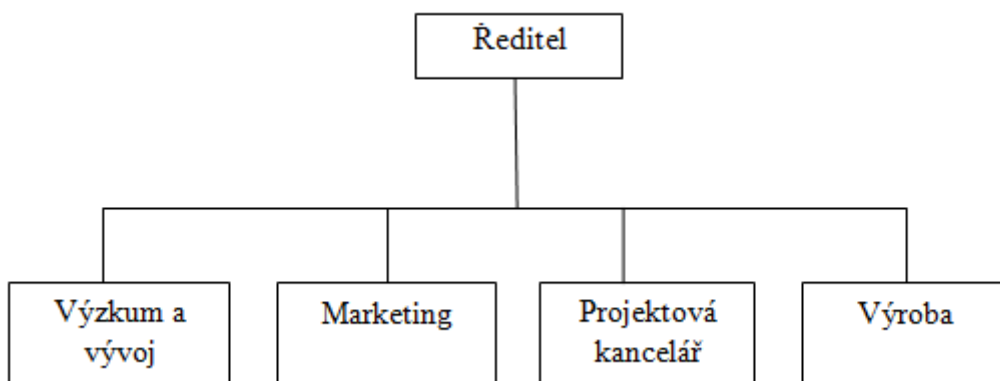 Ředitel
Výzkum a
vývoj
Marketing
Projektová
kancelář
Výroba